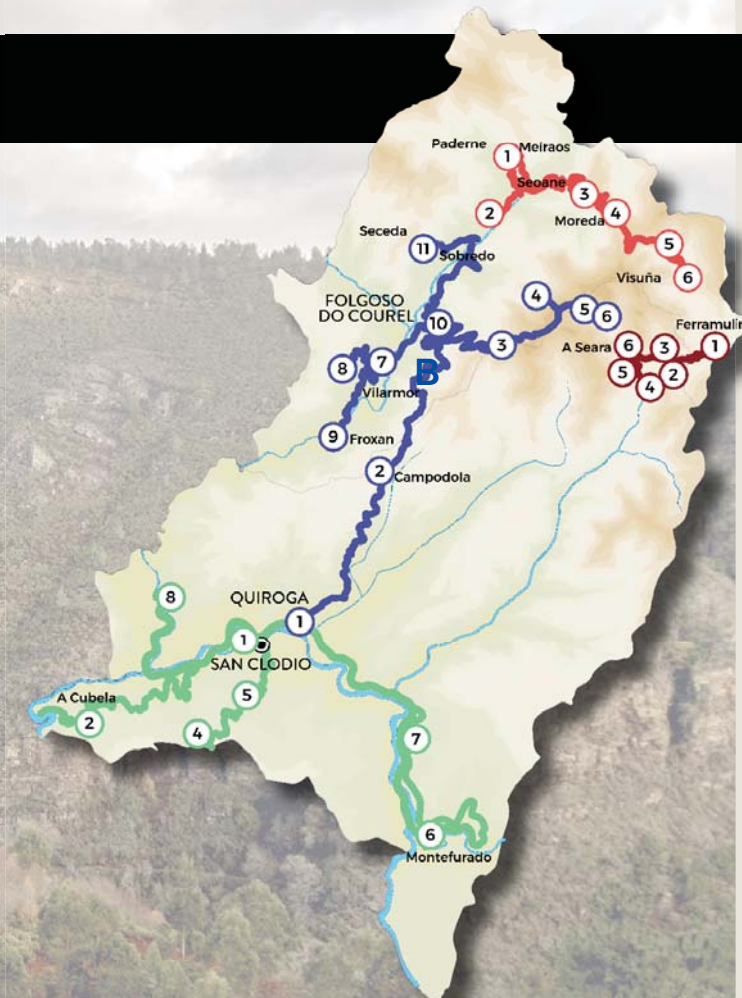 Paderne
1
Meiraos
Seoane
3
2
4
Moreda
Seceda
11
Sobredo
5
Visuña
6
4
FOLGOSO
DO COUREL
10
5
6
3
Ferramulin
A Seara
6
3
1
8
7
B
5
2
4
Vilarmor
9
Froxan
2
Campodola
8
QUIROGA
1
1
SAN CLODIO
A Cubela
5
2
4
7
6
Montefurado